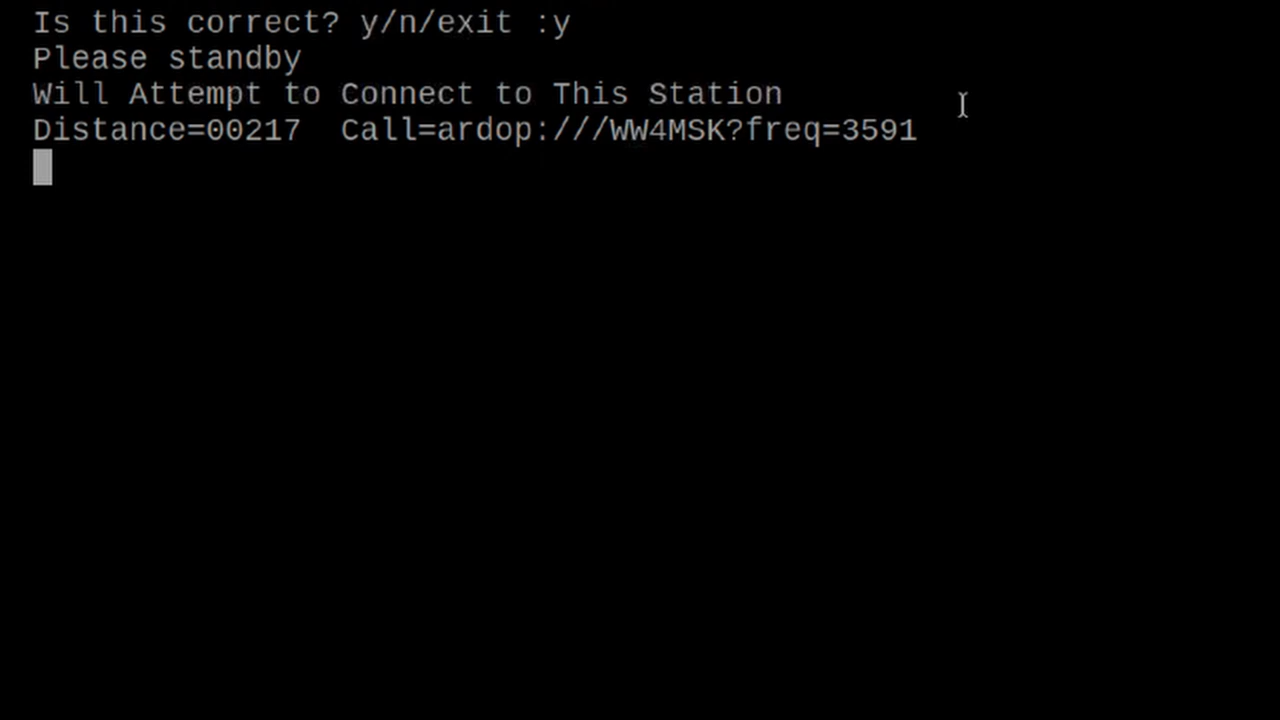 Is this correct? y/n/exit :y
Please standby
Will Attempt to Connect to This Station
Distance=00217  Call=ardop:///WW4MSK?freq=3591